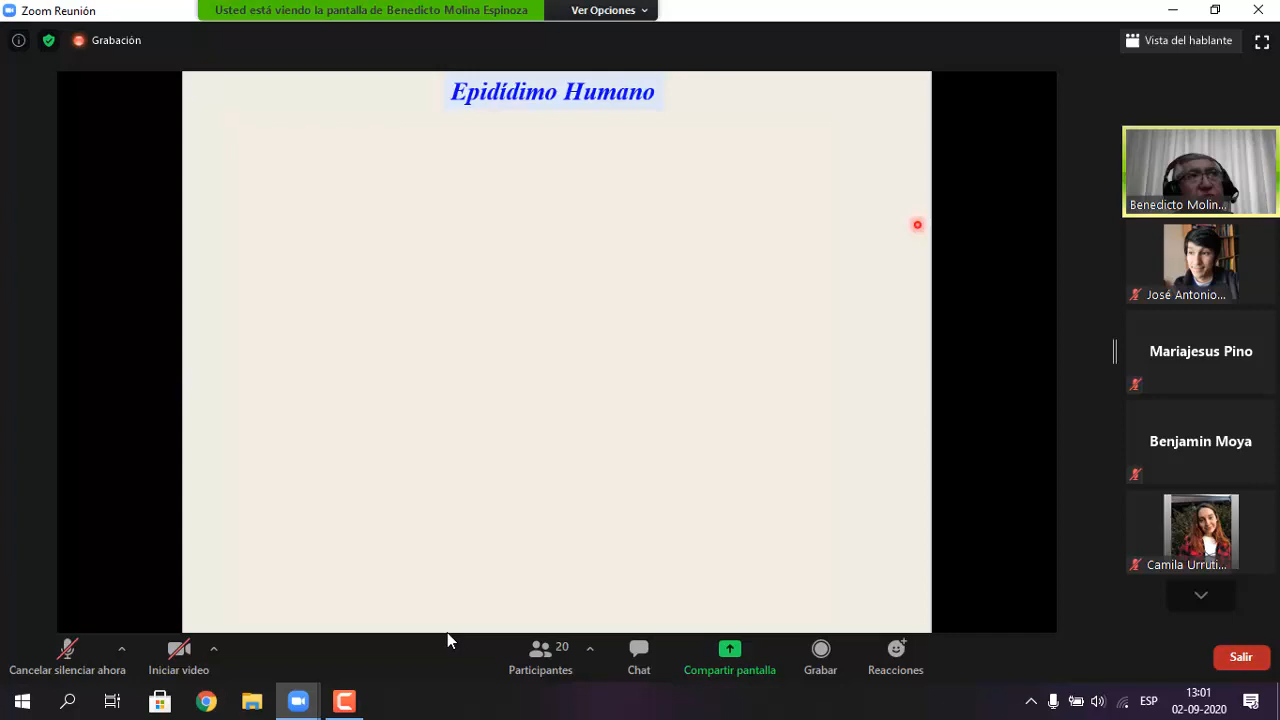 Zoom Reunión
Usted está viendo la pantalla de Benedicto Molina Espinoza
Ver Opciones
Grabación
Vista del hablante
Epidídimo Humano
Benedicto Molin...
José Antonio...
Mariajesus Pino
Benjamin Moya
Camila Urruti...
Cancelar silenciar ahora
Iniciar video
20
Participantes
Chat
Compartir pantalla
Grabar
Reacciones
Salir
ESP
13:01
02-09-2020